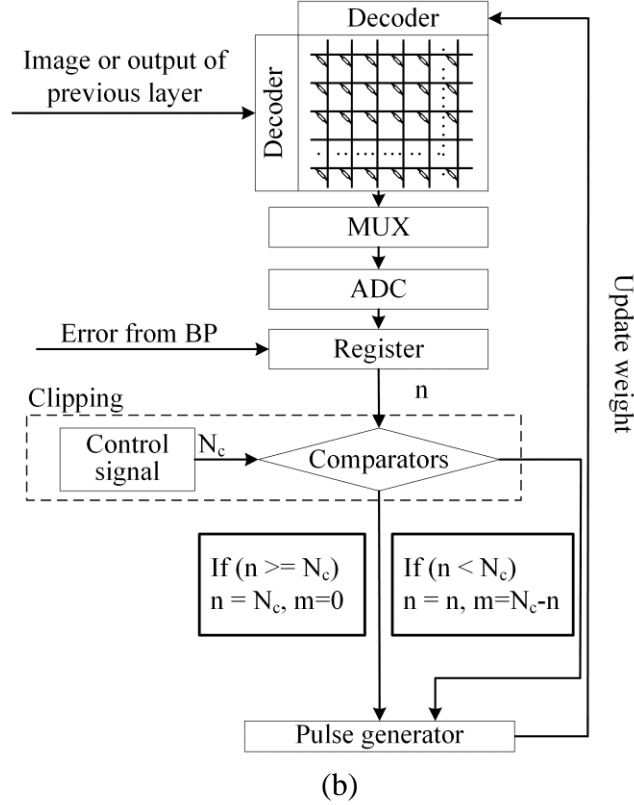 Decoder
Decoder
Image or output of
previous layer
MUX
ADC
Error from BP
Register
n
Update weight
Clipping
Control
signal
N_c
Comparators
If (n >= N_c)
n = N_c, m=0
If (n < N_c)
n = n, m=N_c-n
Pulse generator
(b)